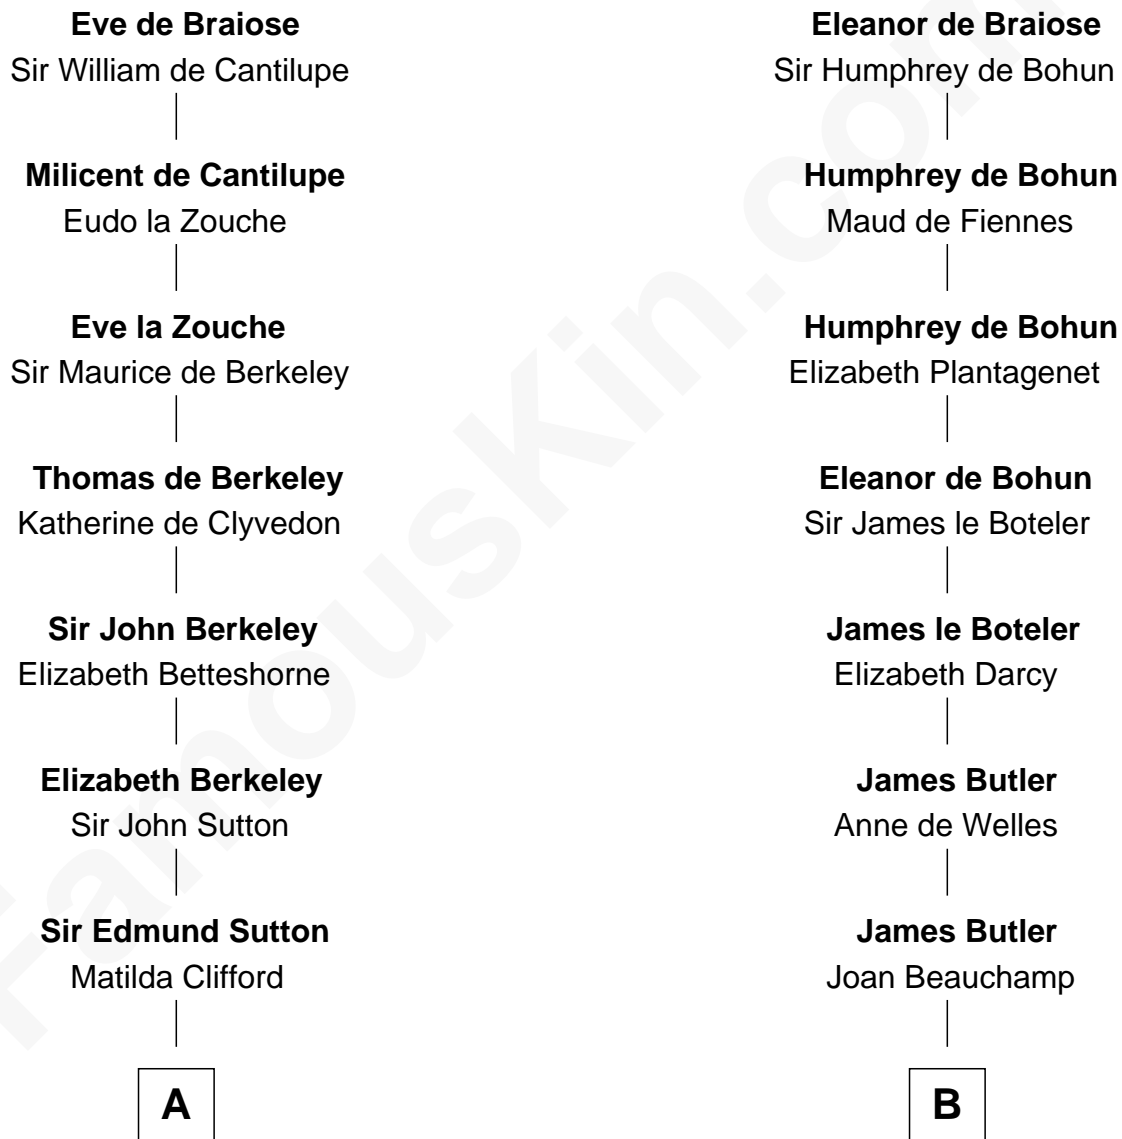 Eve de Braiose
Sir William de Cantilupe
Milicent de Cantilupe
Eudo la Zouche
Eve la Zouche
Sir Maurice de Berkeley
Thomas de Berkeley
Katherine de Clyvedon
Sir John Berkeley
Elizabeth Betteshorne
Elizabeth Berkeley
Sir John Sutton
Sir Edmund Sutton
Matilda Clifford
A
Eleanor de Braiose
Sir Humphrey de Bohun
Humphrey de Bohun
Maud de Fiennes
Humphrey de Bohun
Elizabeth Plantagenet
Eleanor de Bohun
Sir James le Boteler
James le Boteler
Elizabeth Darcy
James Butler
Anne de Welles
James Butler
Joan Beauchamp
B
FamousKin.com